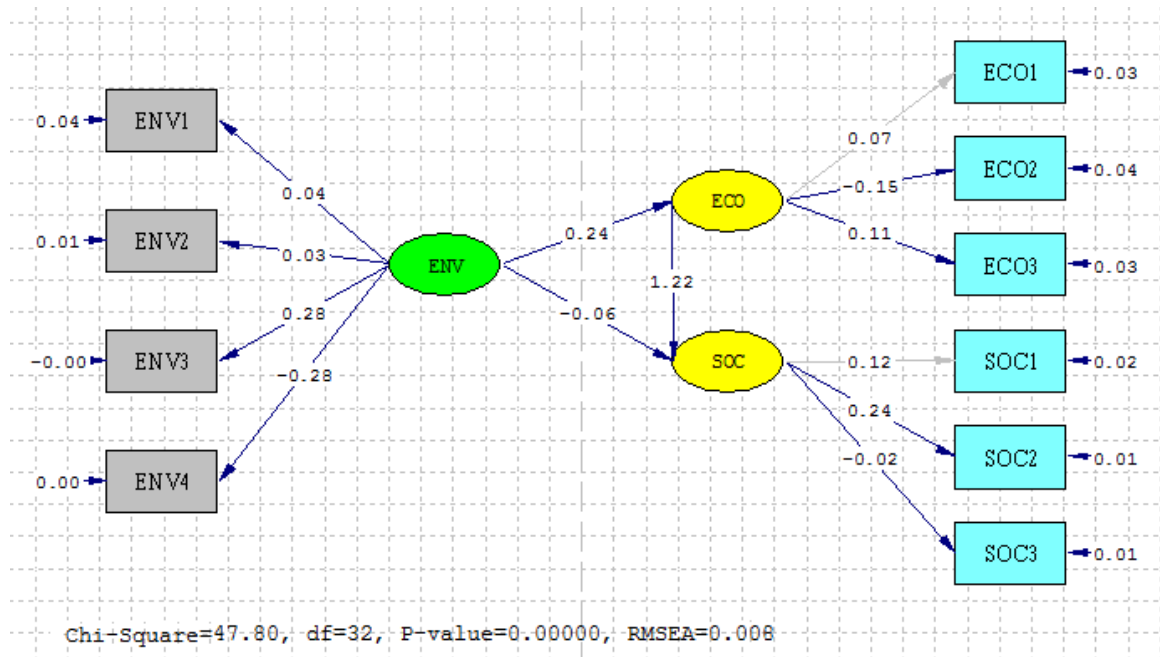 ECO1
0.03
ENV1
0.04
0.07
ECO2
0.04
-0.15
0.04
ECO
ENV2
0.01
0.24
0.11
0.03
ENV
ECO3
0.03
1.22
0.28
-0.06
ENV3
-0.00
SOC
0.12
SOC1
0.02
-0.28
0.24
ENV4
0.00
-0.02
SOC2
0.01
SOC3
0.01
Chi-Square=47.80, df=32, P-value=0.00000, RMSEA=0.008